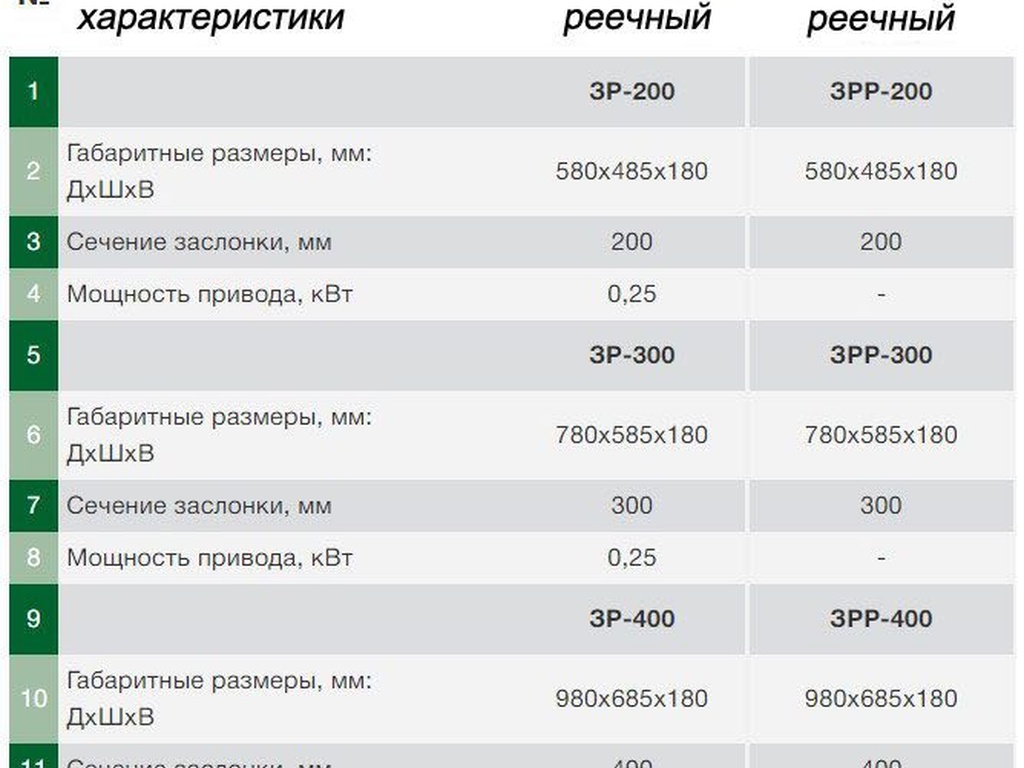 № характеристики реечный реечный
1 ЗР-200 ЗРР-200
2 Габаритные размеры, мм: 580х485х180 580х485х180
ДхШхВ
3 Сечение заслонки, мм 200 200
4 Мощность привода, кВт 0,25 -
5 ЗР-300 ЗРР-300
6 Габаритные размеры, мм: 780х585х180 780х585х180
ДхШхВ
7 Сечение заслонки, мм 300 300
8 Мощность привода, кВт 0,25 -
9 ЗР-400 ЗРР-400
10 Габаритные размеры, мм: 980х685х180 980х685х180
ДхШхВ
11 Сечение заслонки, мм 400 400